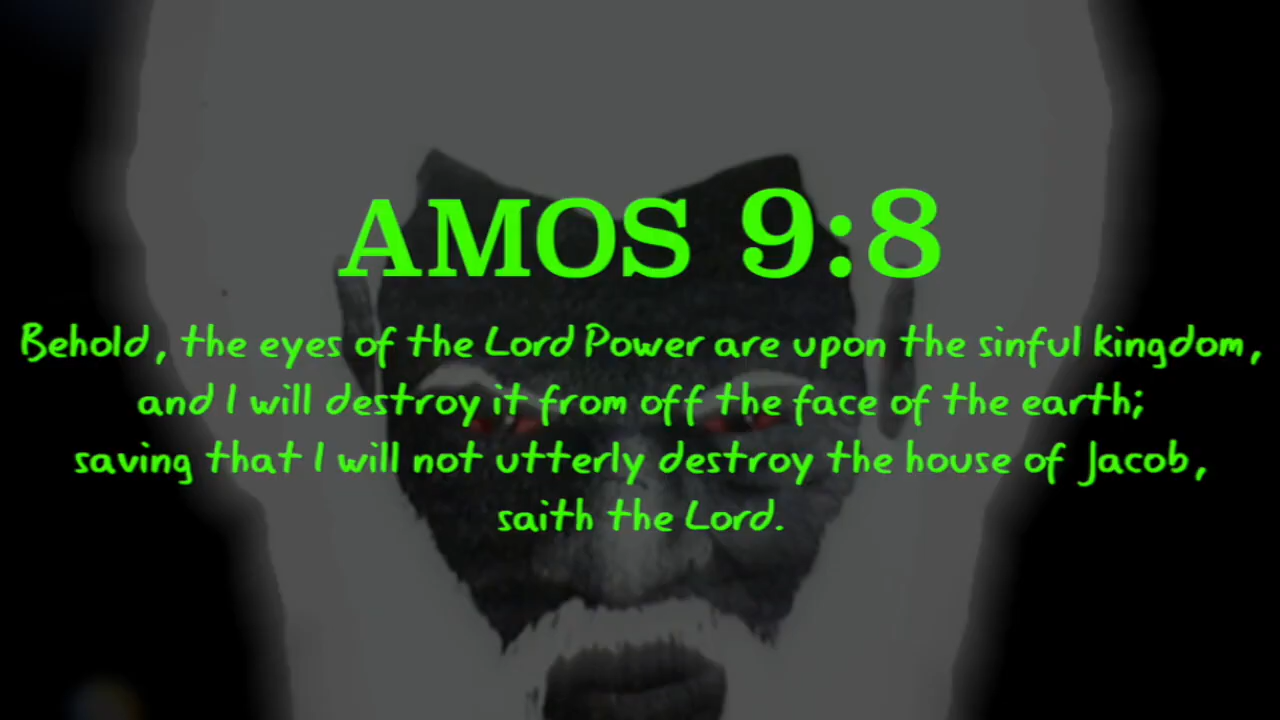 AMOS 9:8
Behold, the eyes of the Lord Power are upon the sinful kingdom,
and I will destroy it from off the face of the earth;
saving that I will not utterly destroy the house of Jacob,
saith the Lord.